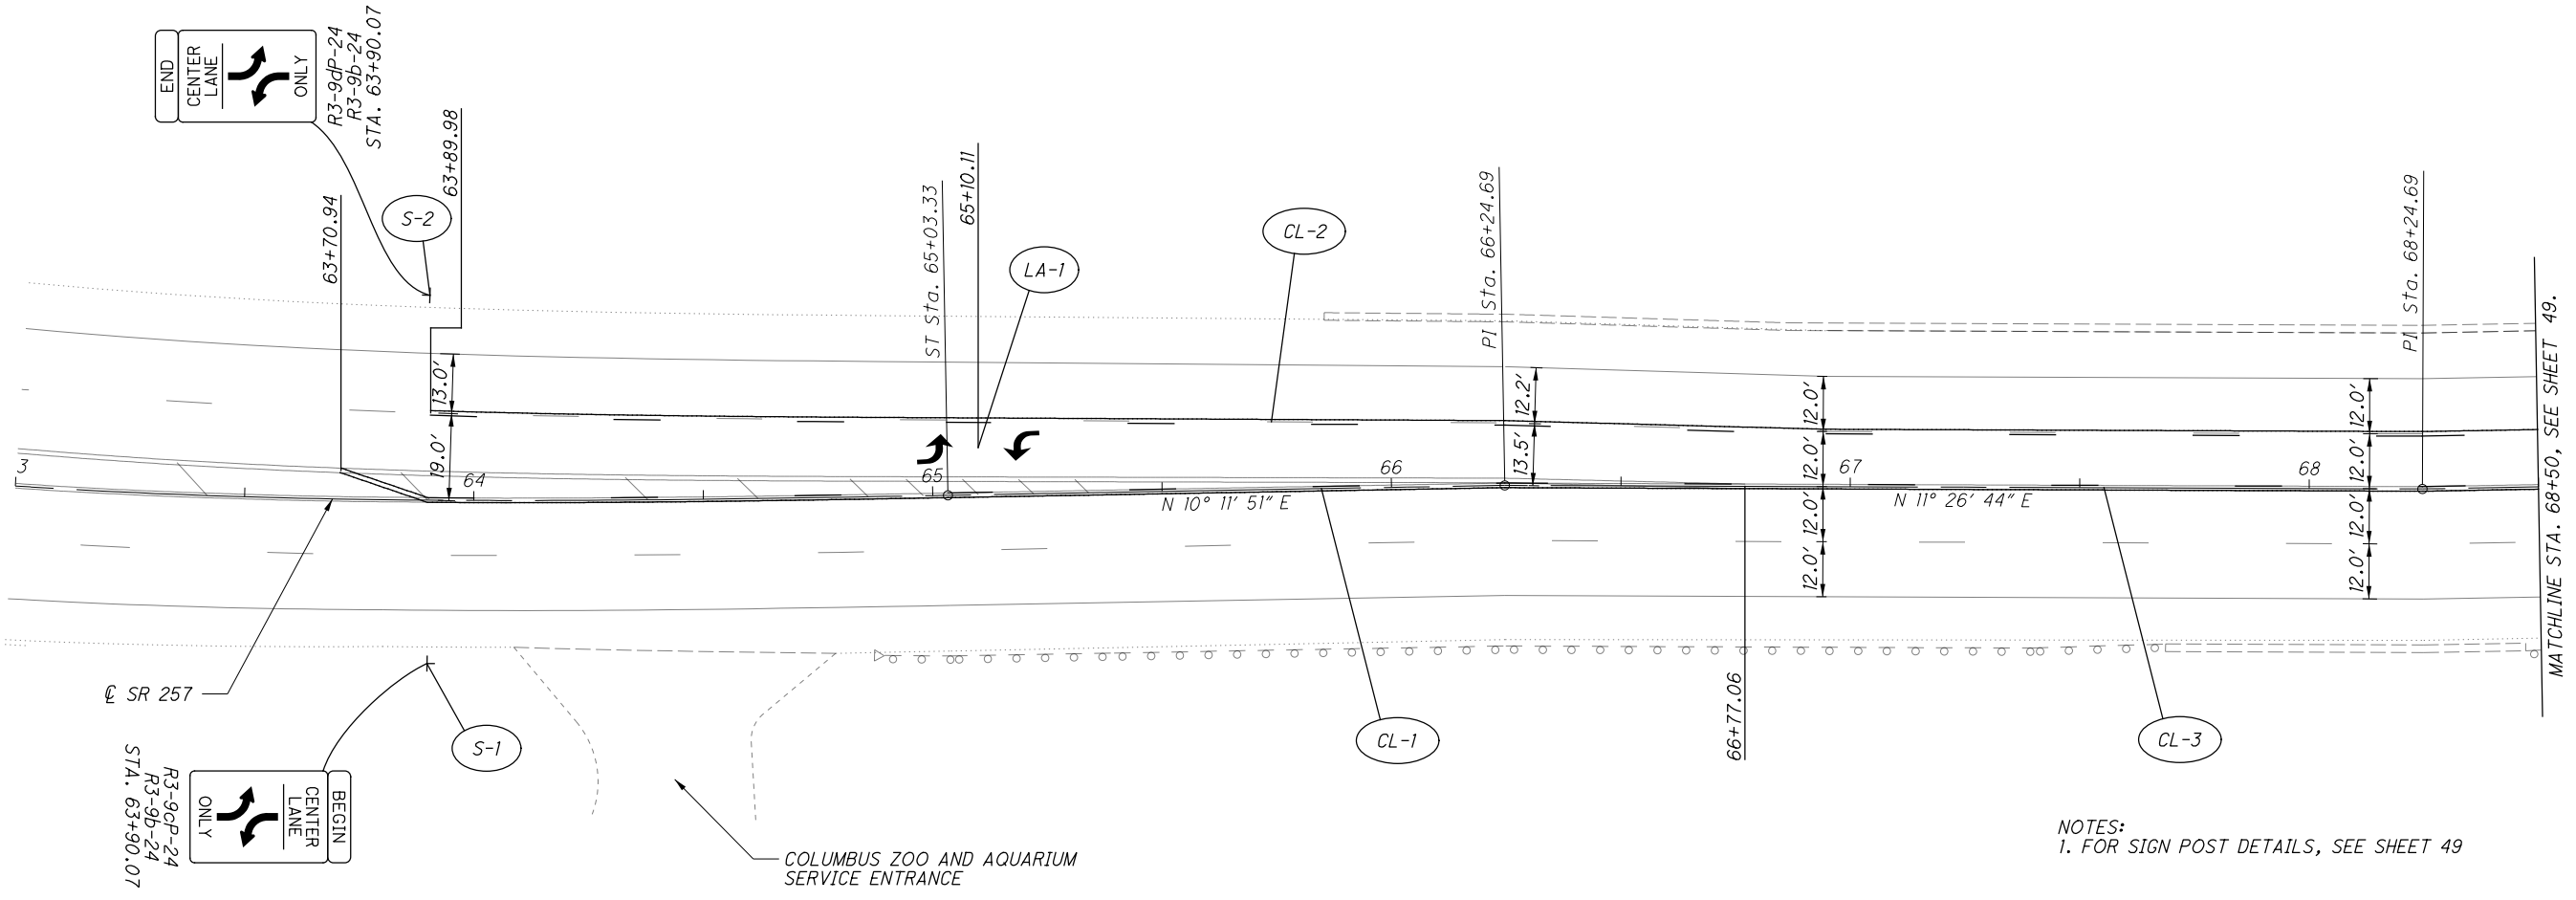 END
CENTER
LANE
ONLY
R3-9dP-24
R3-9b-24
STA. 63+90.07
63+70.94
63+89.98
S-2
ST Sta. 65+03.33
65+10.11
LA-1
CL-2
PI Sta. 66+24.69
PI Sta. 68+24.69
MATCHLINE STA. 68+50, SEE SHEET 49.
13.0'
19.0'
12.2'
13.5'
12.0'
12.0'
12.0'
12.0'
12.0'
12.0'
12.0'
12.0'
3
64
65
66
67
68
N 10° 11' 51" E
N 11° 26' 44" E
℄ SR 257
S-1
CL-1
66+77.06
CL-3
BEGIN
CENTER
LANE
ONLY
R3-9cP-24
R3-9b-24
STA. 63+90.07
COLUMBUS ZOO AND AQUARIUM
SERVICE ENTRANCE
NOTES:
1. FOR SIGN POST DETAILS, SEE SHEET 49